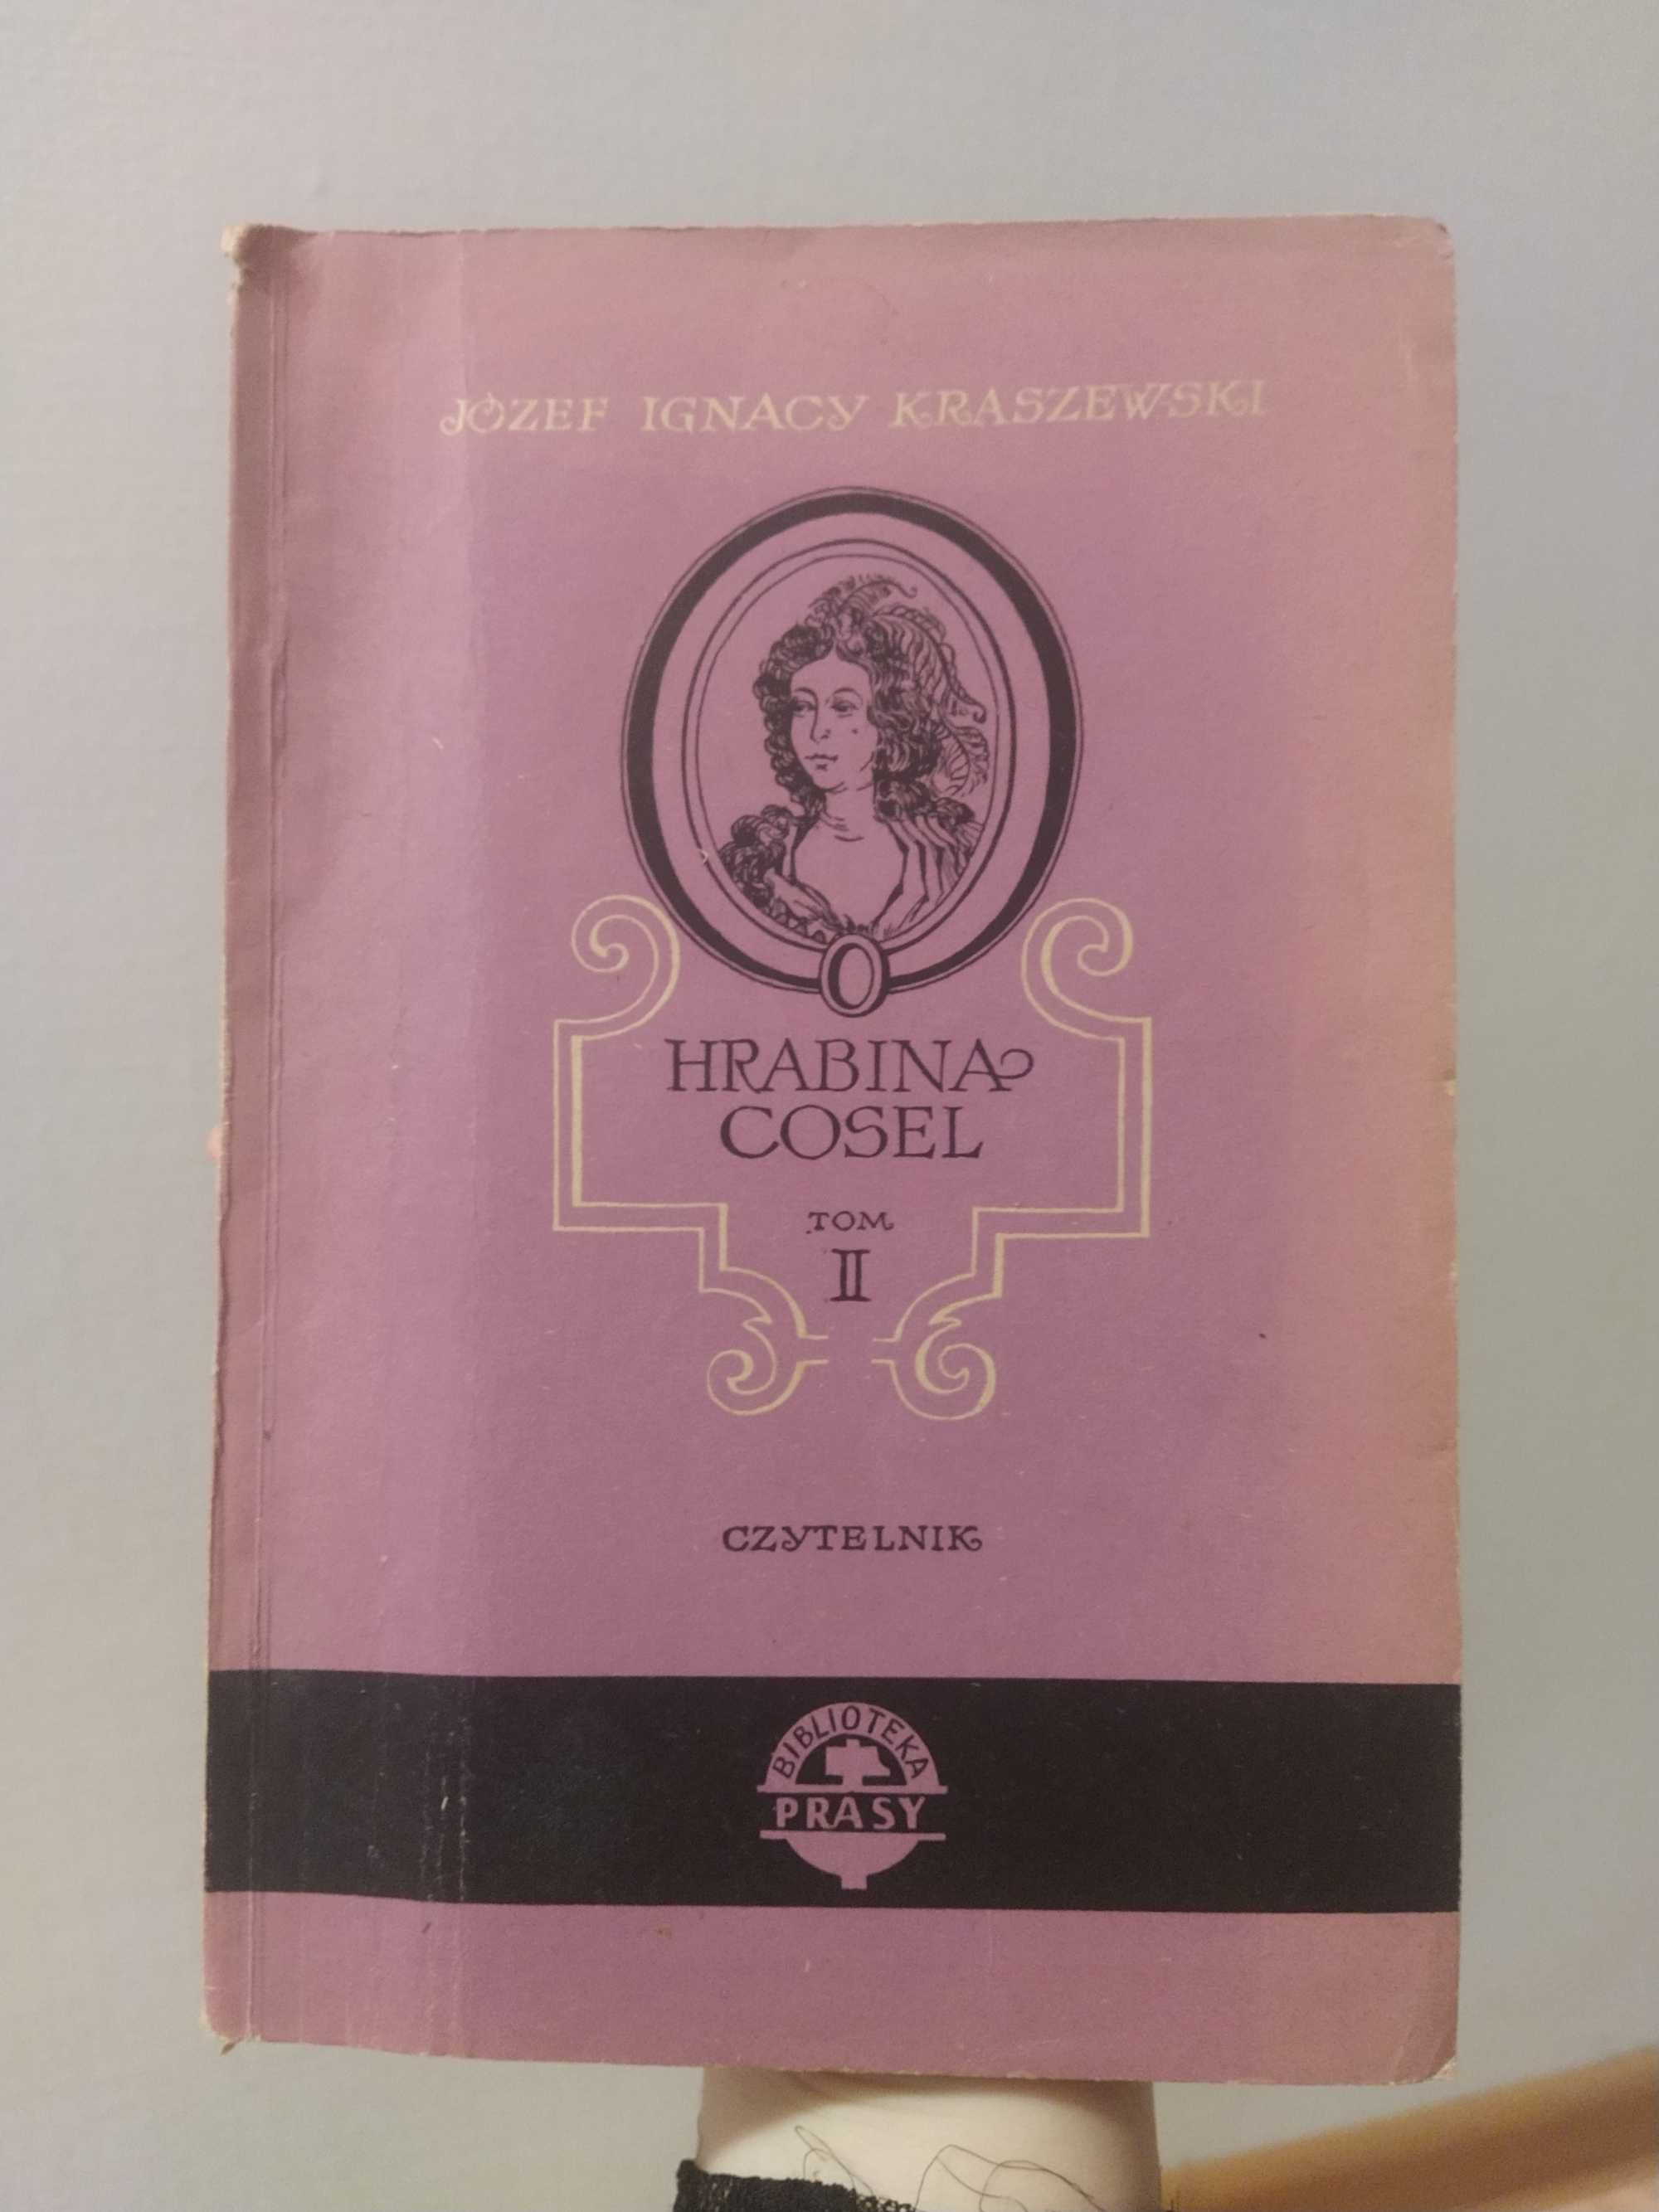 JÓZEF IGNACY KRASZEWSKI
HRABINA
COSEL
TOM
II
CZYTELNIK
BIBLIOTEKA
PRASY